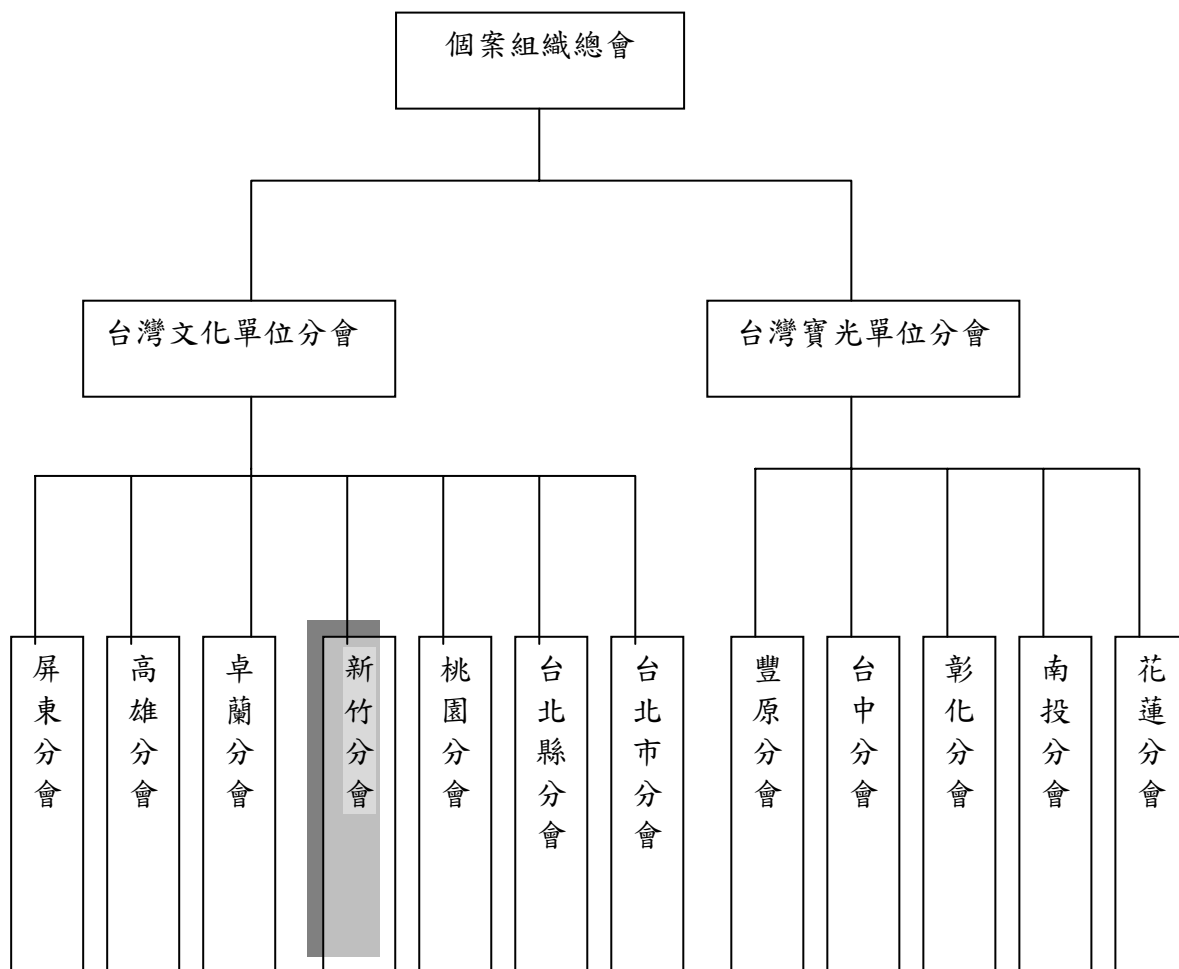 個案組織總會
台灣文化單位分會
台灣寶光單位分會
屏東分會
高雄分會
卓蘭分會
新竹分會
桃園分會
台北縣分會
台北市分會
豐原分會
台中分會
彰化分會
南投分會
花蓮分會